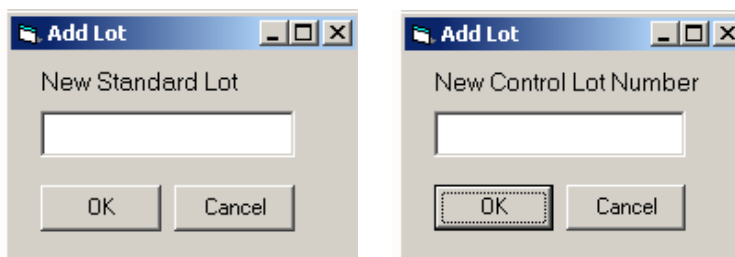 Add Lot
New Standard Lot
OK Cancel
Add Lot
New Control Lot Number
OK Cancel